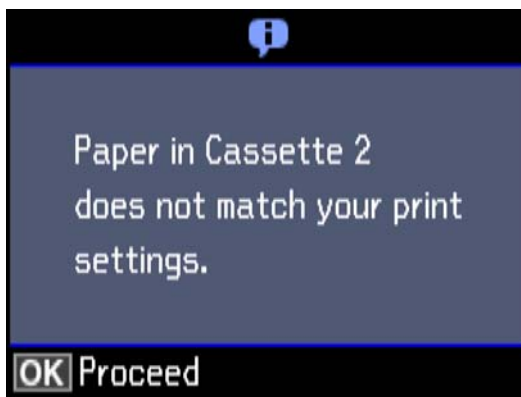 Paper in Cassette 2
does not match your print
settings.
OK Proceed